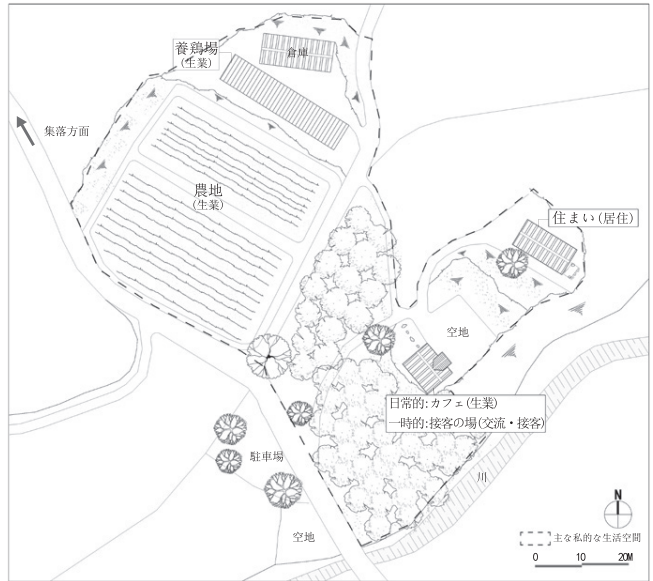 養鶏場
(生業)
倉庫
集落方面
農地
(生業)
住まい(居住)
空地
日常的:カフェ(生業)
一時的:接客の場(交流・接客)
駐車場
川
空地
N
主な私的な生活空間
0 10 20M